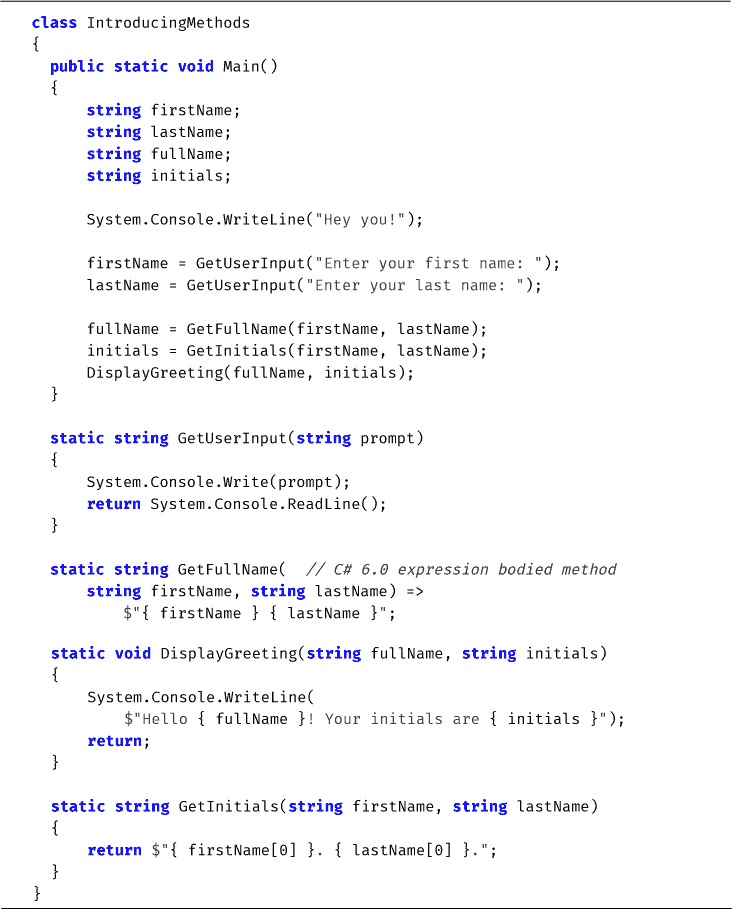 class IntroducingMethods
{
  public static void Main()
  {
      string firstName;
      string lastName;
      string fullName;
      string initials;

      System.Console.WriteLine("Hey you!");

      firstName = GetUserInput("Enter your first name: ");
      lastName = GetUserInput("Enter your last name: ");

      fullName = GetFullName(firstName, lastName);
      initials = GetInitials(firstName, lastName);
      DisplayGreeting(fullName, initials);
  }

  static string GetUserInput(string prompt)
  {
      System.Console.Write(prompt);
      return System.Console.ReadLine();
  }

  static string GetFullName(  // C# 6.0 expression bodied method
      string firstName, string lastName) =>
          $"{ firstName } { lastName }";

  static void DisplayGreeting(string fullName, string initials)
  {
      System.Console.WriteLine(
          $"Hello { fullName }! Your initials are { initials }");
      return;
  }

  static string GetInitials(string firstName, string lastName)
  {
      return $"{ firstName[0] }. { lastName[0] }.";
  }
}